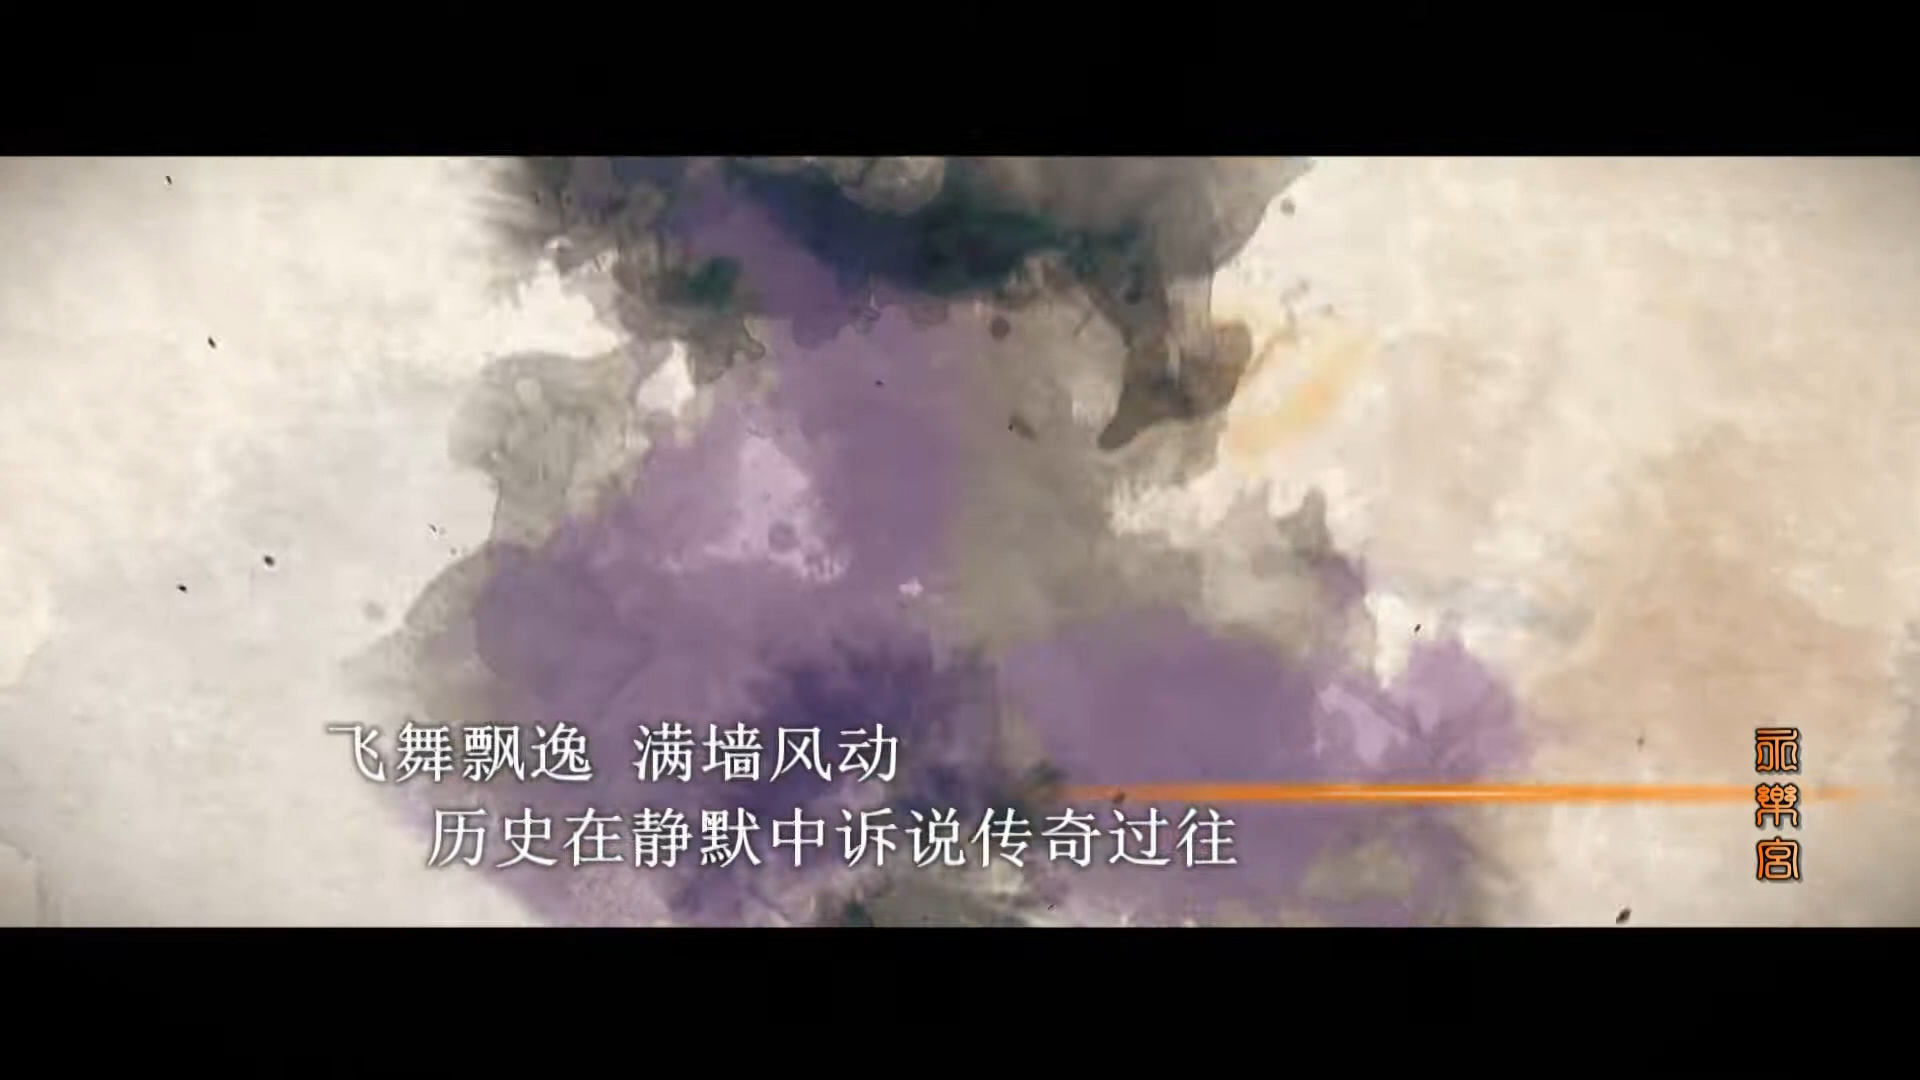 飞舞飘逸 满墙风动
历史在静默中诉说传奇过往
永樂宮